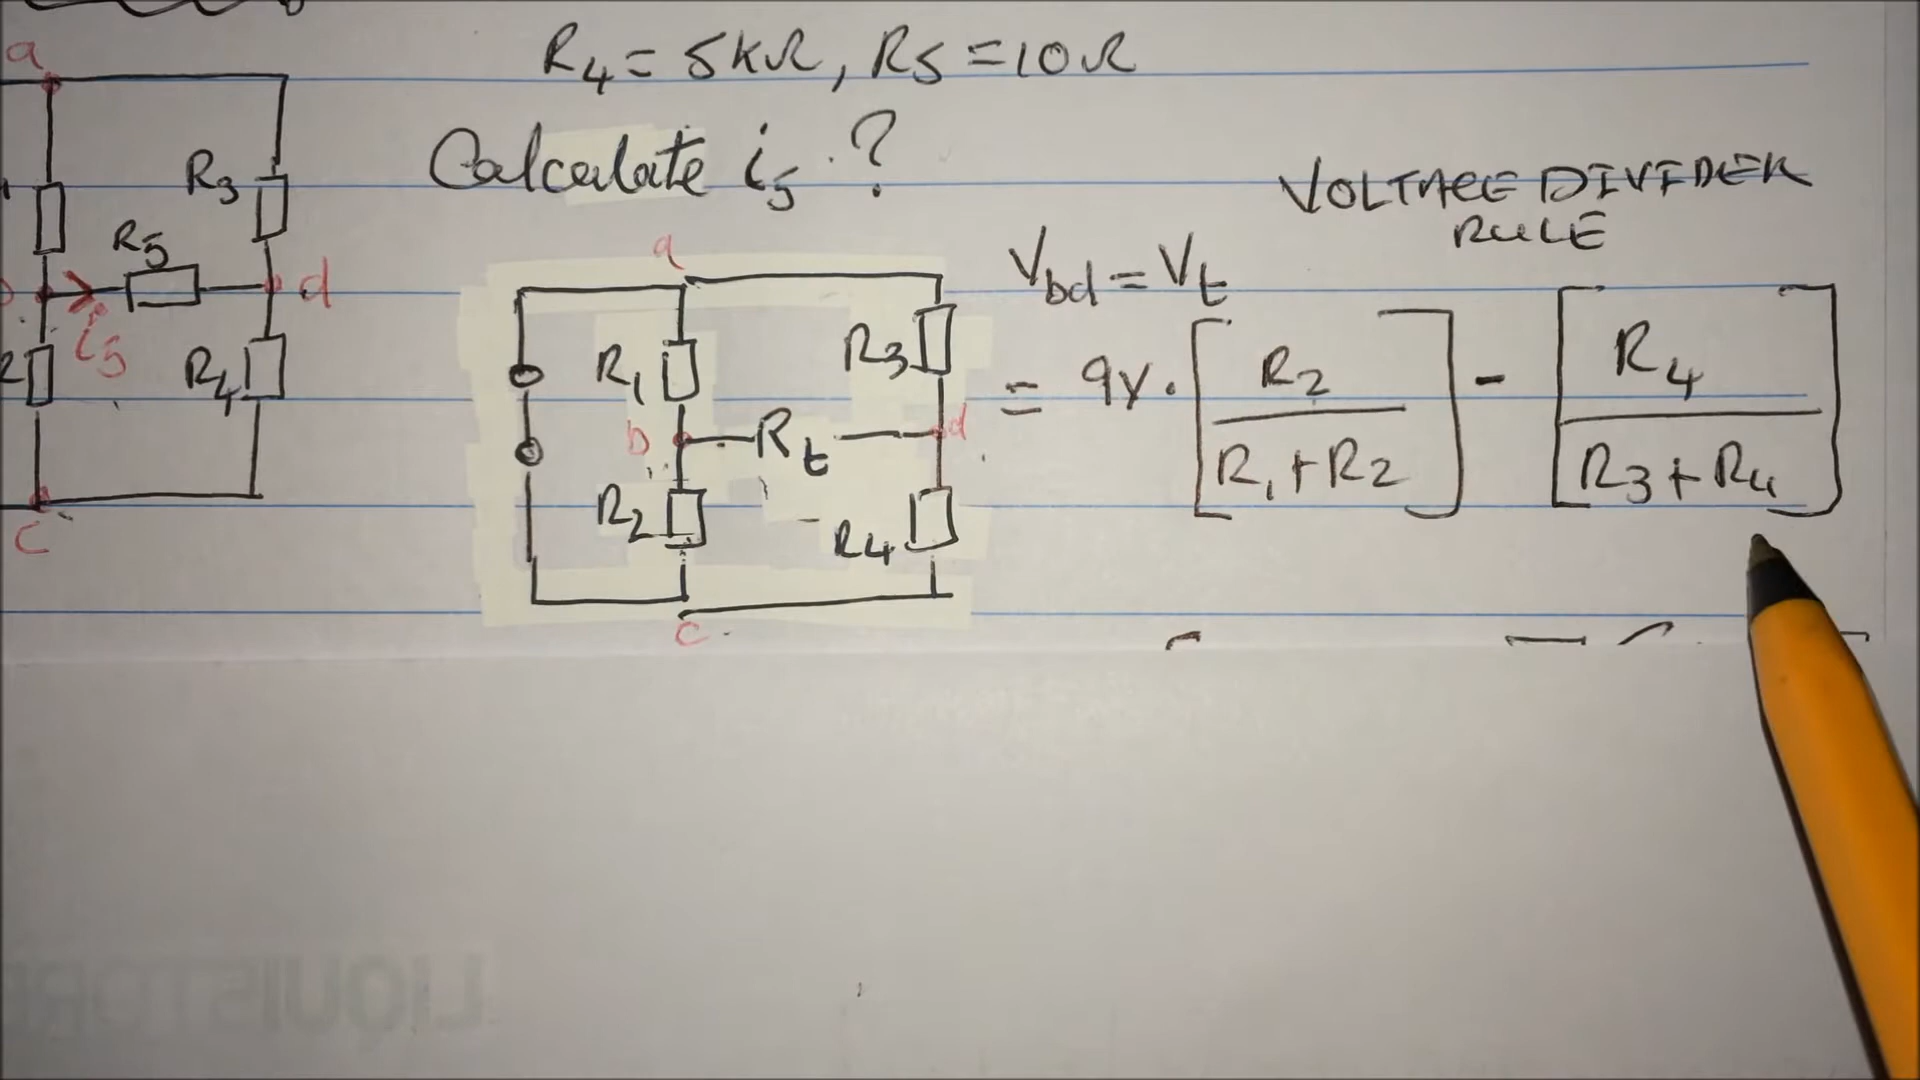 R4 = 5KΩ, R5 = 10Ω
Calculate i5 ?
VOLTAGE DIVIDER
RULE
a
R3
R5
d
i5
R4
c
a
R1
R3
b
Rt
d
R2
R4
c
Vbd = Vt
= 9V · [R2 / R1 + R2] - [R4 / R3 + R4]
LIQUISTORE